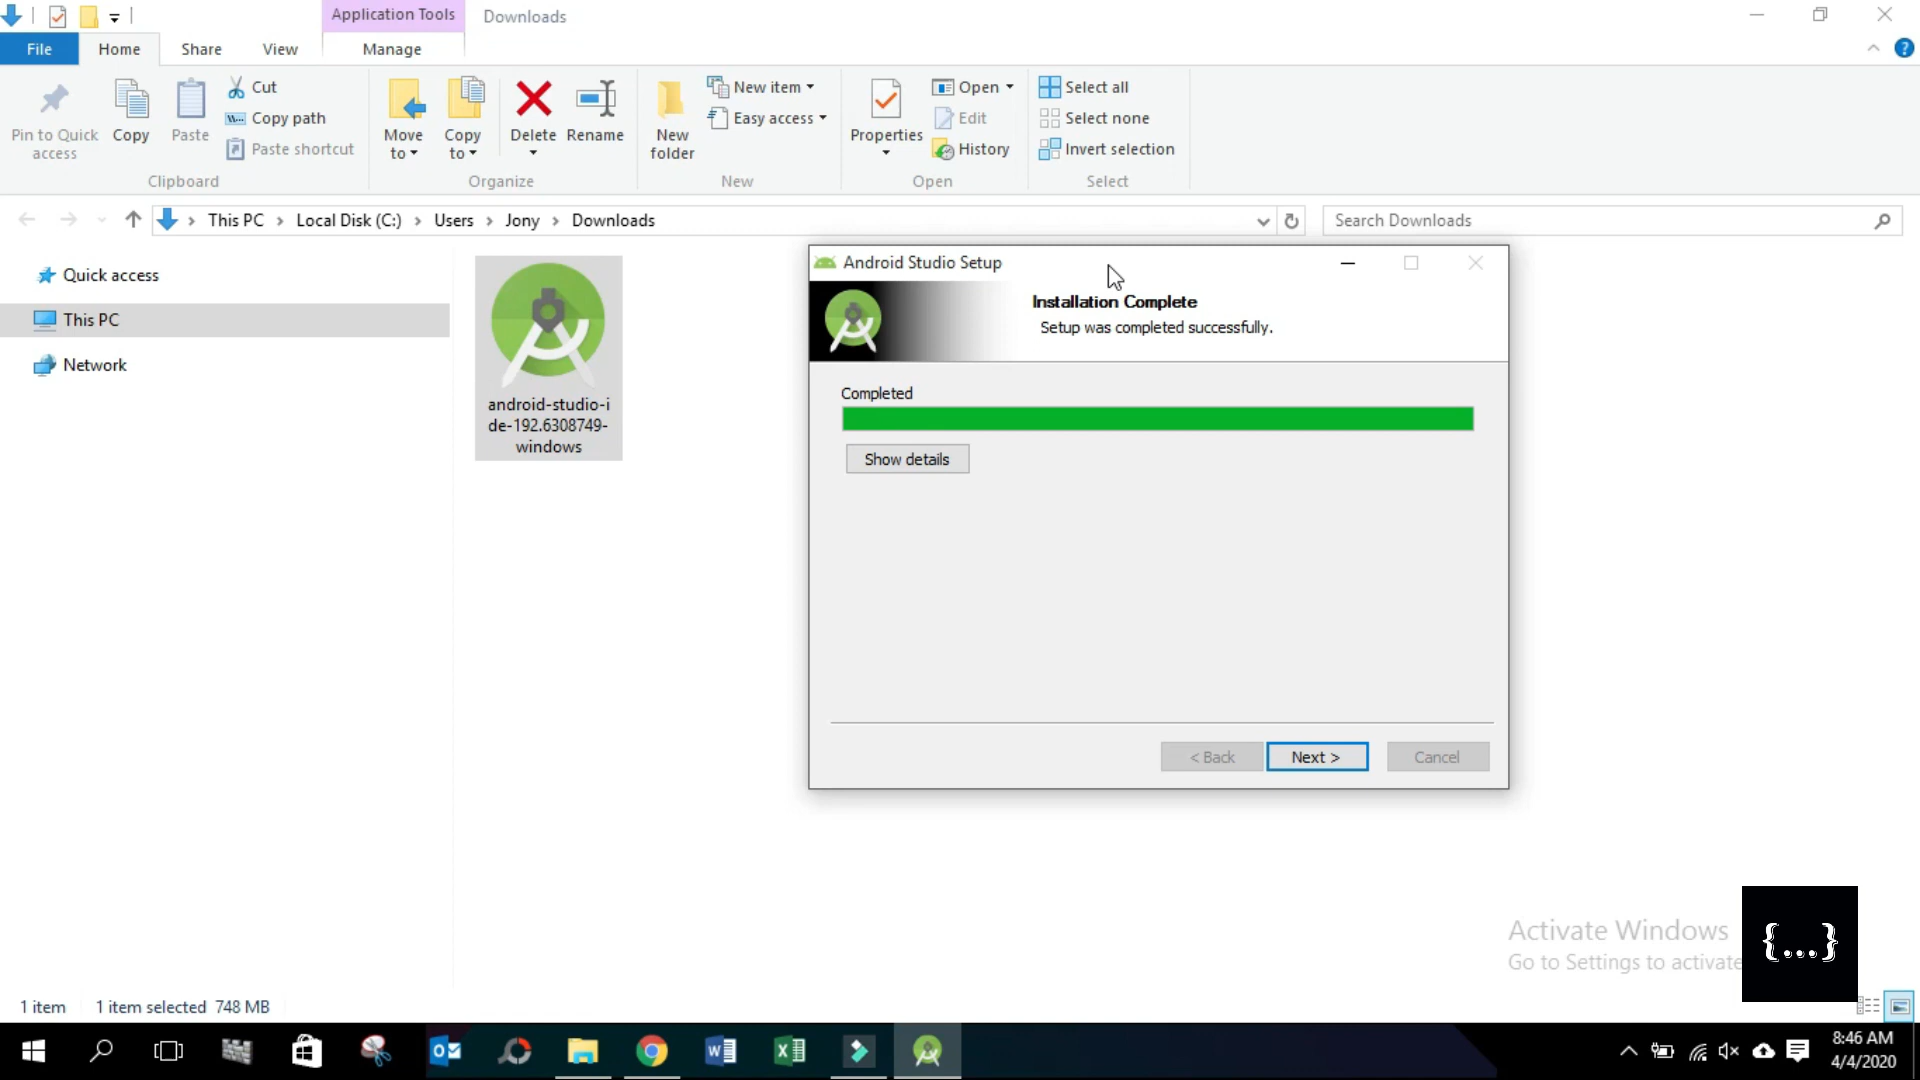 Application Tools
Downloads
File
Home
Share
View
Manage
Pin to Quick
access
Copy
Paste
Cut
Copy path
Paste shortcut
Clipboard
Move
to
Copy
to
Delete
Rename
Organize
New
folder
New item
Easy access
New
Properties
Open
Edit
History
Open
Select all
Select none
Invert selection
Select
This PC
Local Disk (C:)
Users
Jony
Downloads
Search Downloads
Quick access
This PC
Network
android-studio-i
de-192.6308749-
windows
Android Studio Setup
Installation Complete
Setup was completed successfully.
Completed
Show details
< Back
Next >
Cancel
Activate Windows
Go to Settings to activate
{...}
1 item
1 item selected 748 MB
8:46 AM
4/4/2020